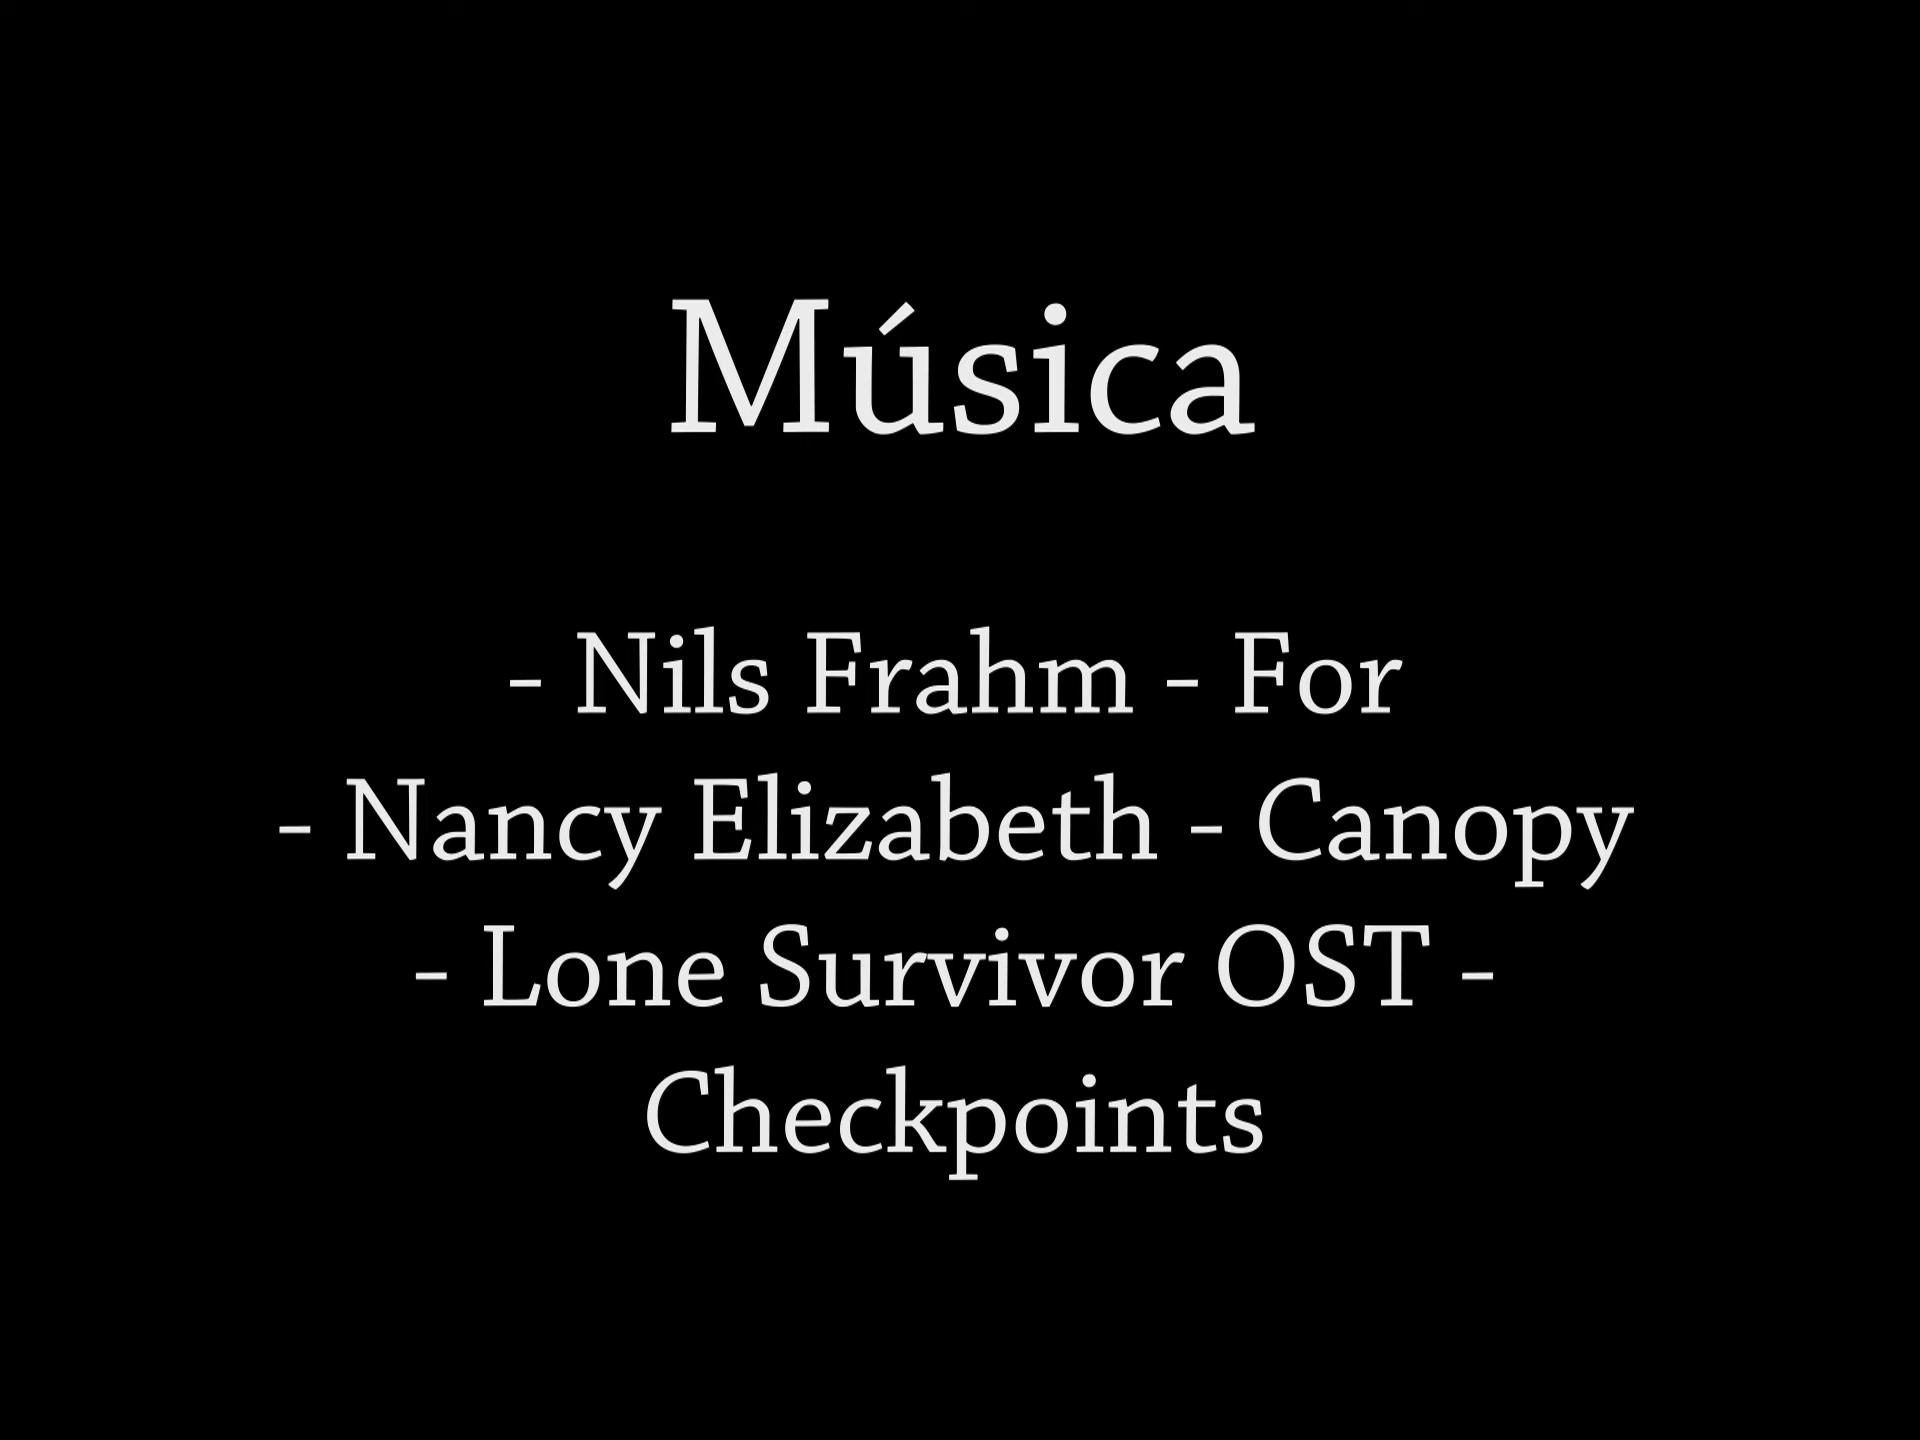 Música
- Nils Frahm - For
- Nancy Elizabeth - Canopy
- Lone Survivor OST -
Checkpoints